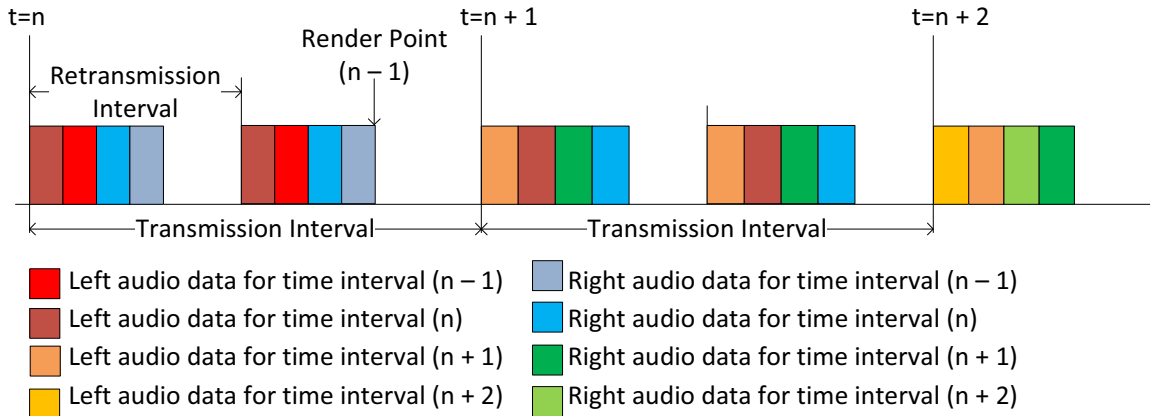 t=n
t=n + 1
t=n + 2
Render Point
(n – 1)
Retransmission
Interval
Transmission Interval
Transmission Interval
Left audio data for time interval (n – 1)
Right audio data for time interval (n – 1)
Left audio data for time interval (n)
Right audio data for time interval (n)
Left audio data for time interval (n + 1)
Right audio data for time interval (n + 1)
Left audio data for time interval (n + 2)
Right audio data for time interval (n + 2)